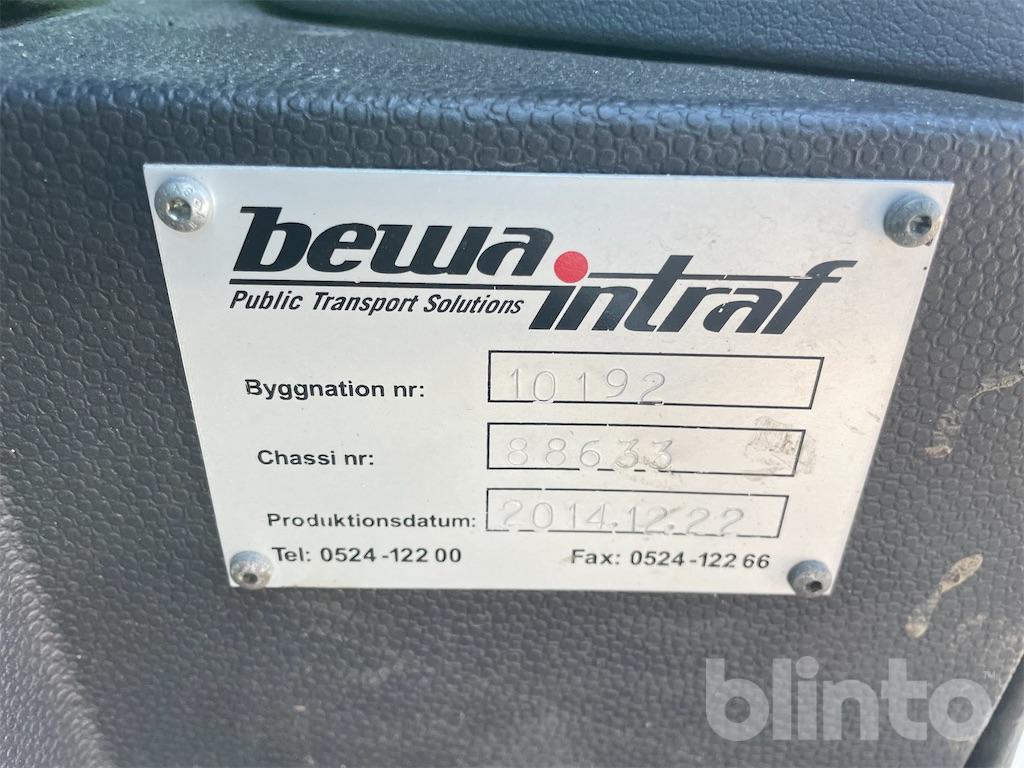 bewa intraf
Public Transport Solutions
Byggnation nr: 10192
Chassi nr: 88633
Produktionsdatum: 2014.12.22
Tel: 0524-122 00 Fax: 0524-122 66
blinto™